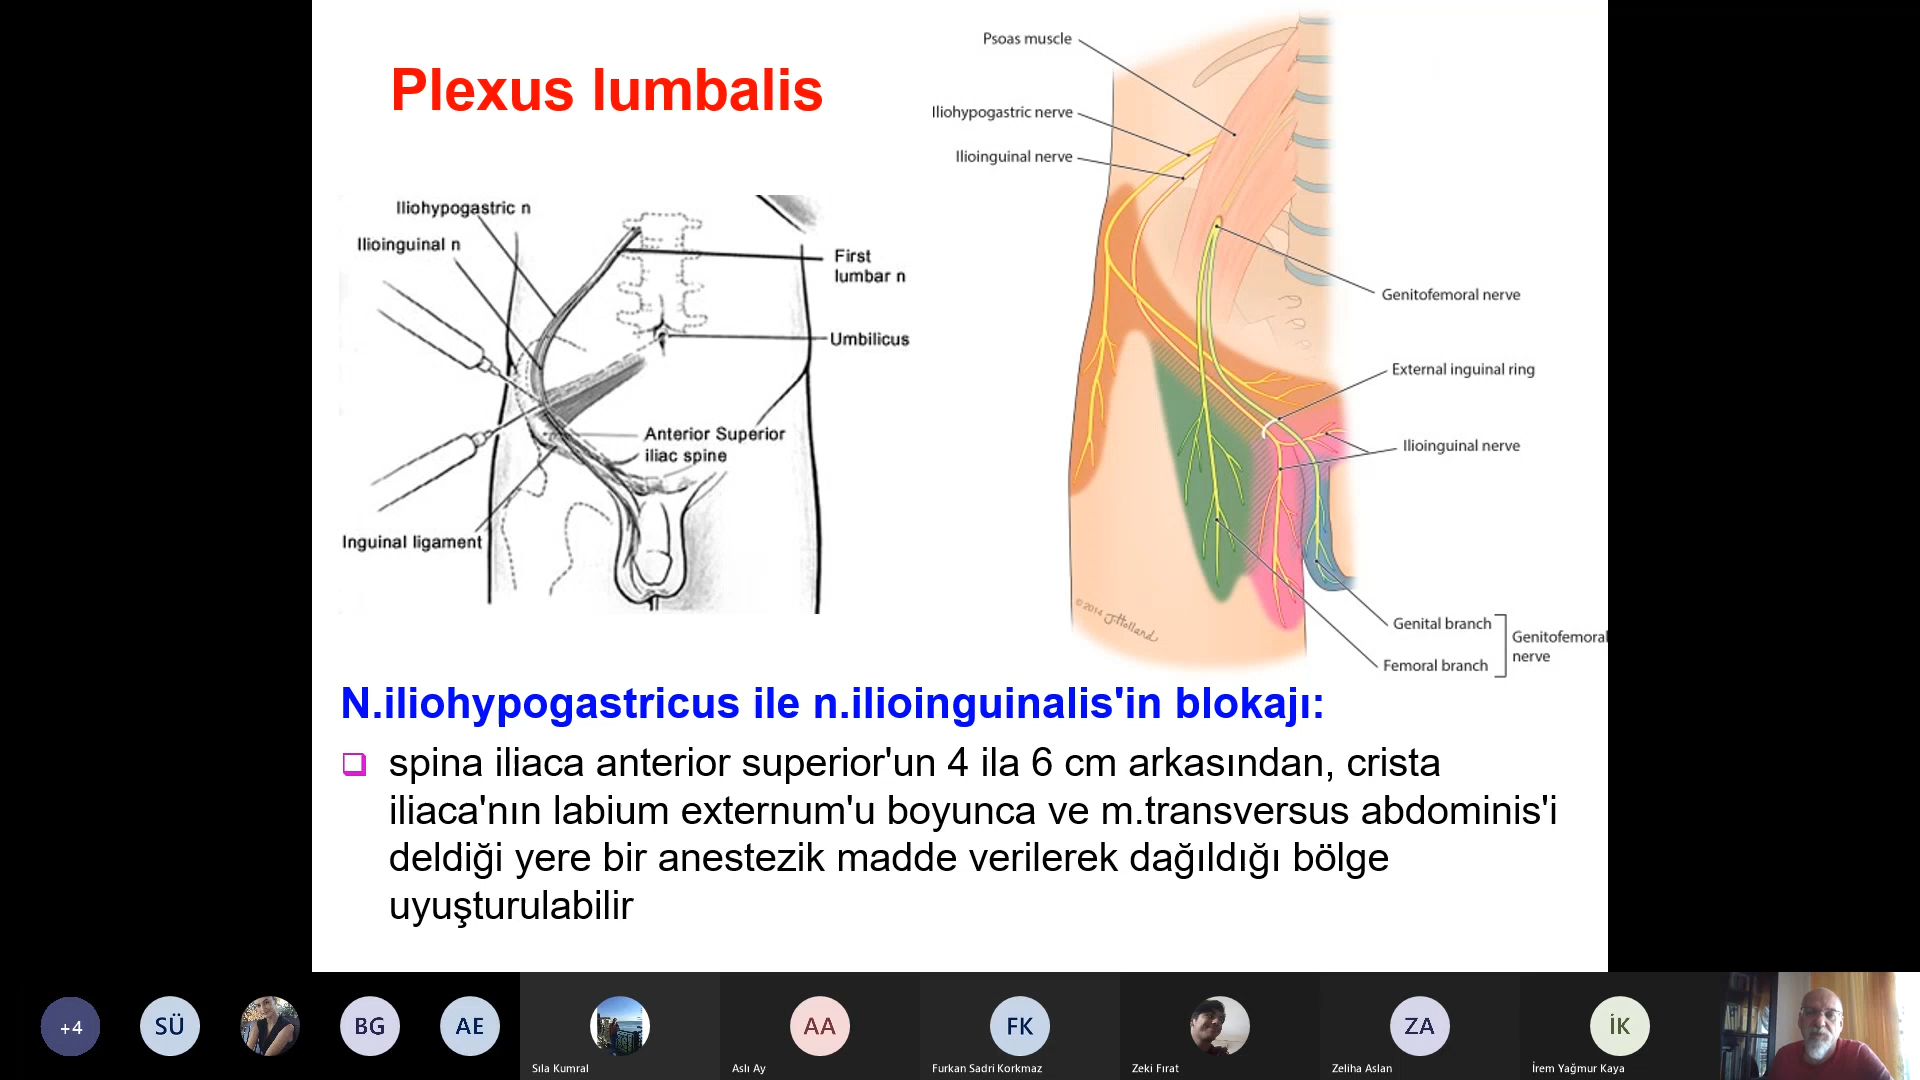 Plexus lumbalis
Iliohypogastric n
Ilioinguinal n
First
lumbar n
Umbilicus
Anterior Superior
iliac spine
Inguinal ligament
Psoas muscle
Iliohypogastric nerve
Ilioinguinal nerve
Genitofemoral nerve
External inguinal ring
Ilioinguinal nerve
Genital branch
Femoral branch
Genitofemoral
nerve
©2014 J.Holland
N.iliohypogastricus ile n.ilioinguinalis'in blokajı:
spina iliaca anterior superior'un 4 ila 6 cm arkasından, crista
iliaca'nın labium externum'u boyunca ve m.transversus abdominis'i
deldiği yere bir anestezik madde verilerek dağıldığı bölge
uyuşturulabilir
+4
SÜ
BG
AE
Sıla Kumral
AA
Aslı Ay
FK
Furkan Sadri Korkmaz
Zeki Fırat
ZA
Zeliha Aslan
İK
İrem Yağmur Kaya